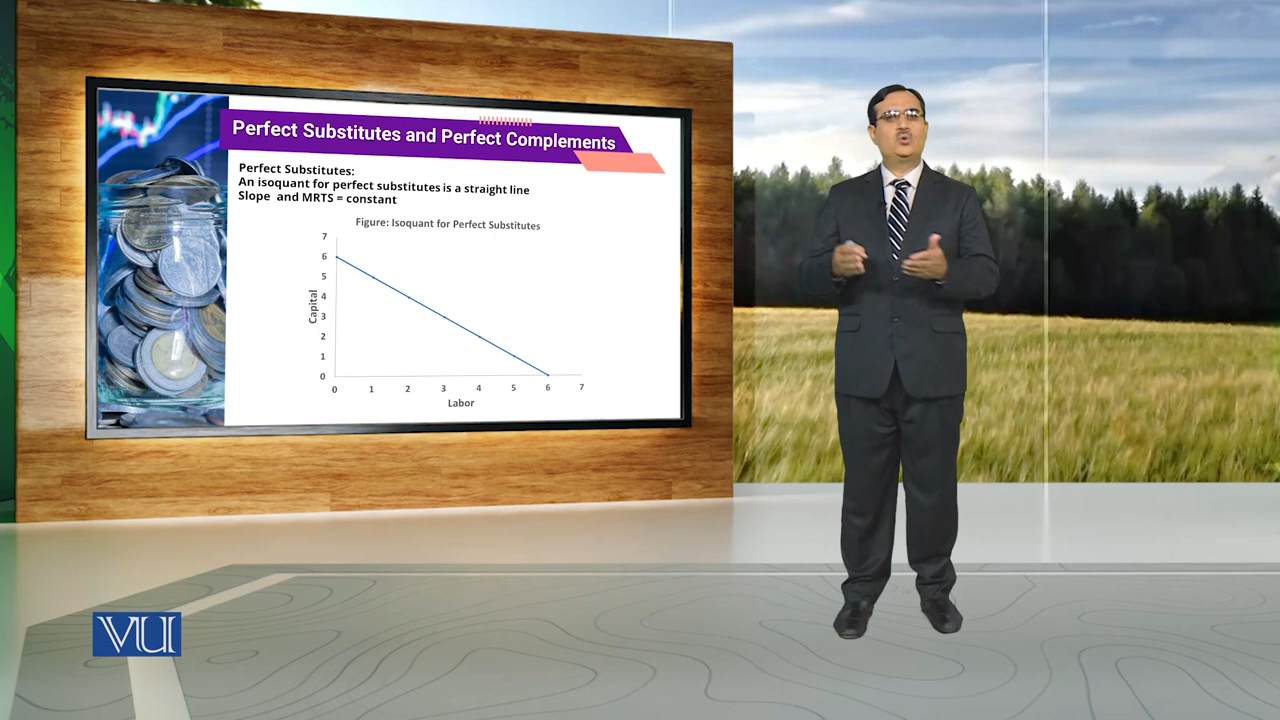 Perfect Substitutes and Perfect Complements
Perfect Substitutes:
An isoquant for perfect substitutes is a straight line
Slope and MRTS = constant
Figure: Isoquant for Perfect Substitutes
7
6
5
4
3
2
1
0
Capital
0 1 2 3 4 5 6 7
Labor
VUI